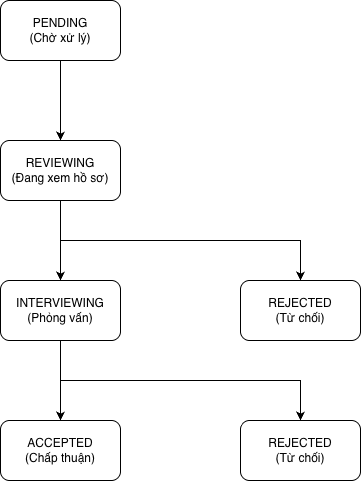 PENDING
(Chờ xứ lý)
REVIEWING
(Đang xem hồ sơ)
INTERVIEWING
(Phỏng vấn)
REJECTED
(Từ chối)
ACCEPTED
(Chấp thuận)
REJECTED
(Từ chối)